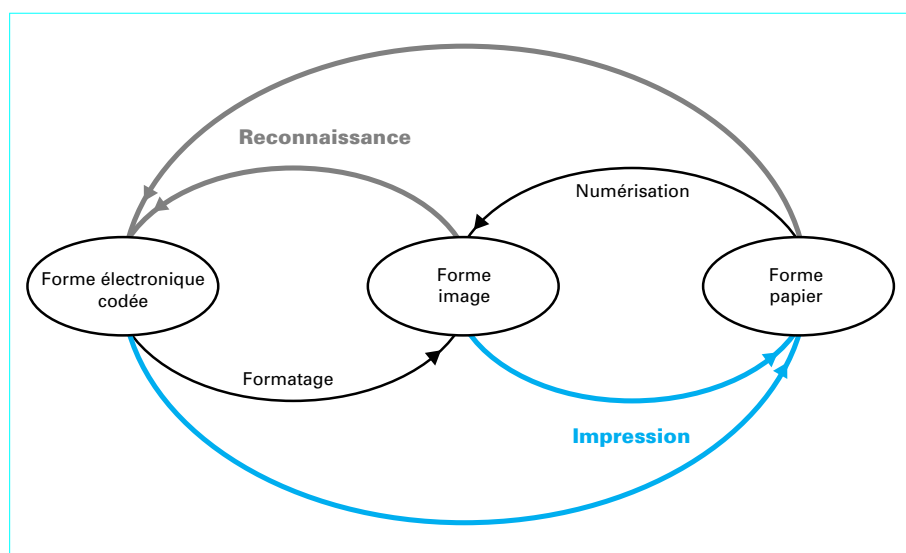 Reconnaissance
Numérisation
Forme électronique
codée
Forme
image
Forme
papier
Formatage
Impression